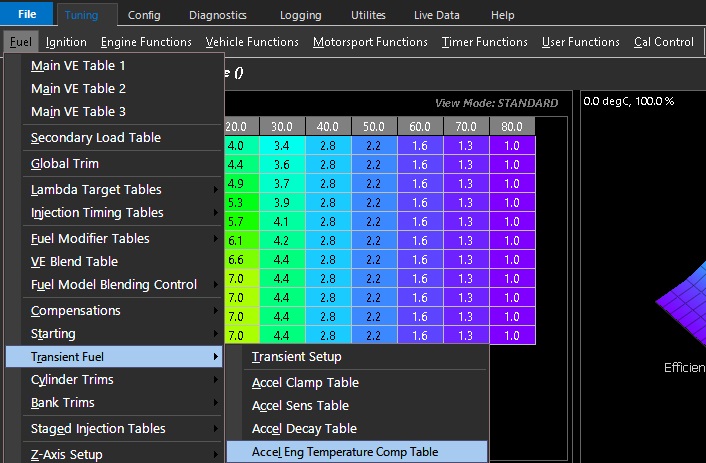 File Tuning Config Diagnostics Logging Utilites Live Data Help
Fuel Ignition Engine Functions Vehicle Functions Motorsport Functions Timer Functions User Functions Cal Control
Main VE Table 1
Main VE Table 2
Main VE Table 3
Secondary Load Table
Global Trim
Lambda Target Tables
Injection Timing Tables
Fuel Modifier Tables
VE Blend Table
Fuel Model Blending Control
Compensations
Starting
Transient Fuel
Cylinder Trims
Bank Trims
Staged Injection Tables
Z-Axis Setup
e ()
View Mode: STANDARD
20.0 30.0 40.0 50.0 60.0 70.0 80.0
4.0 3.4 2.8 2.2 1.6 1.3 1.0
4.4 3.6 2.8 2.2 1.6 1.3 1.0
4.9 3.7 2.8 2.2 1.6 1.3 1.0
5.3 3.9 2.8 2.2 1.6 1.3 1.0
5.7 4.1 2.8 2.2 1.6 1.3 1.0
6.1 4.2 2.8 2.2 1.6 1.3 1.0
6.6 4.4 2.8 2.2 1.6 1.3 1.0
7.0 4.4 2.8 2.2 1.6 1.3 1.0
7.0 4.4 2.8 2.2 1.6 1.3 1.0
7.0 4.4 2.8 2.2 1.6 1.3 1.0
7.0 4.4 2.8 2.2 1.6 1.3 1.0
Transient Setup
Accel Clamp Table
Accel Sens Table
Accel Decay Table
Accel Eng Temperature Comp Table
0.0 degC, 100.0 %
Efficien